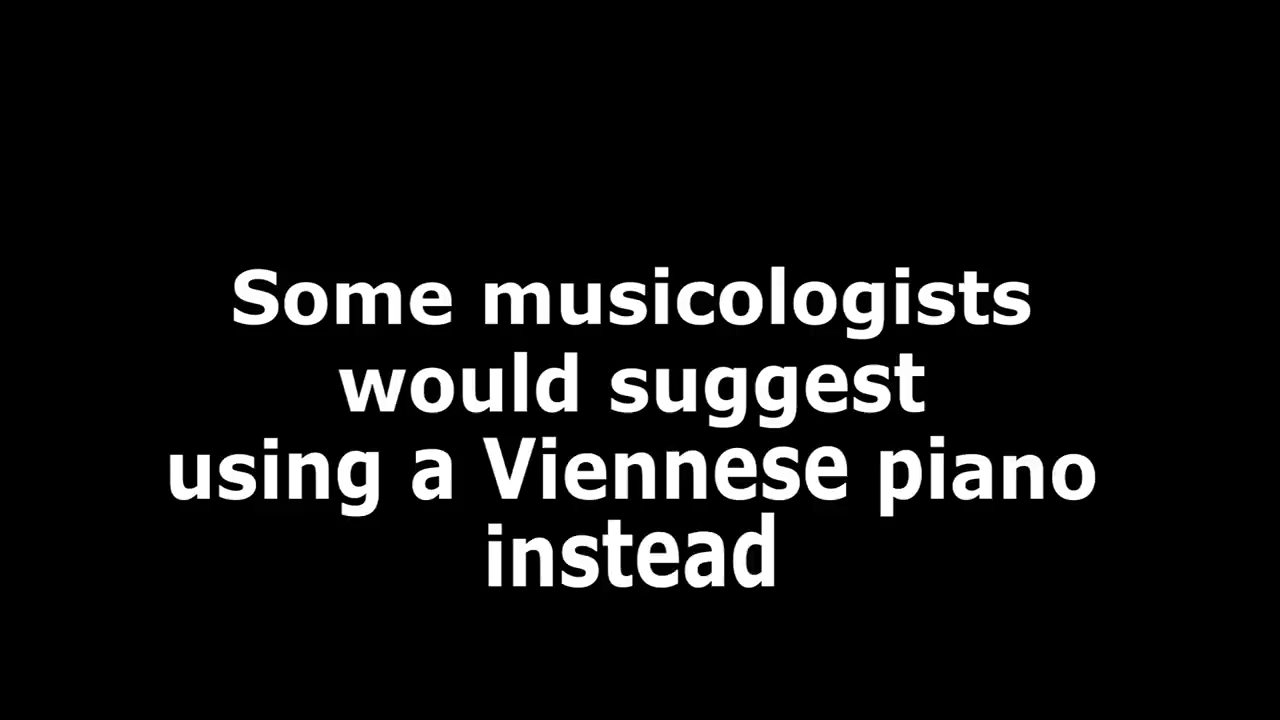 Some musicologists
would suggest
using a Viennese piano
instead